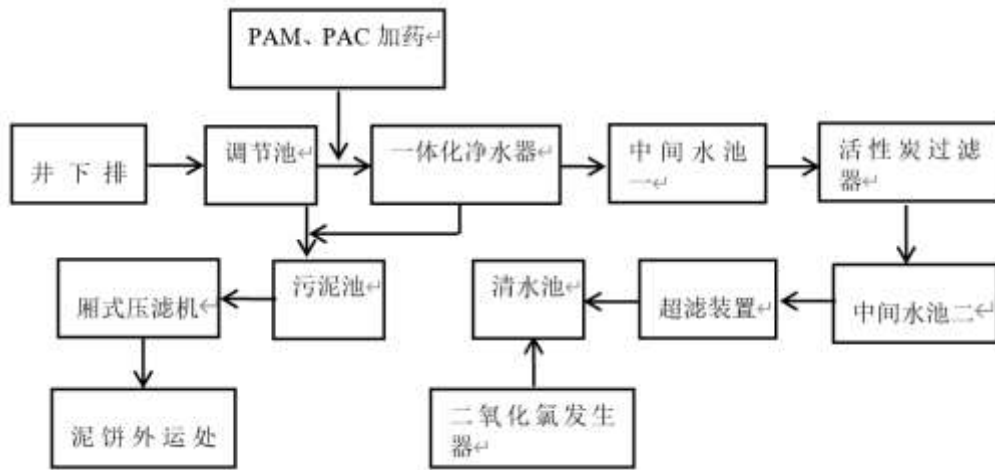 PAM、PAC 加药↵
井下排
调节池↵
一体化净水器↵
中间水池
一↵
活性炭过滤
器↵
厢式压滤机↵
污泥池↵
清水池↵
超滤装置↵
中间水池二↵
泥饼外运处
二氧化氯发生
器↵